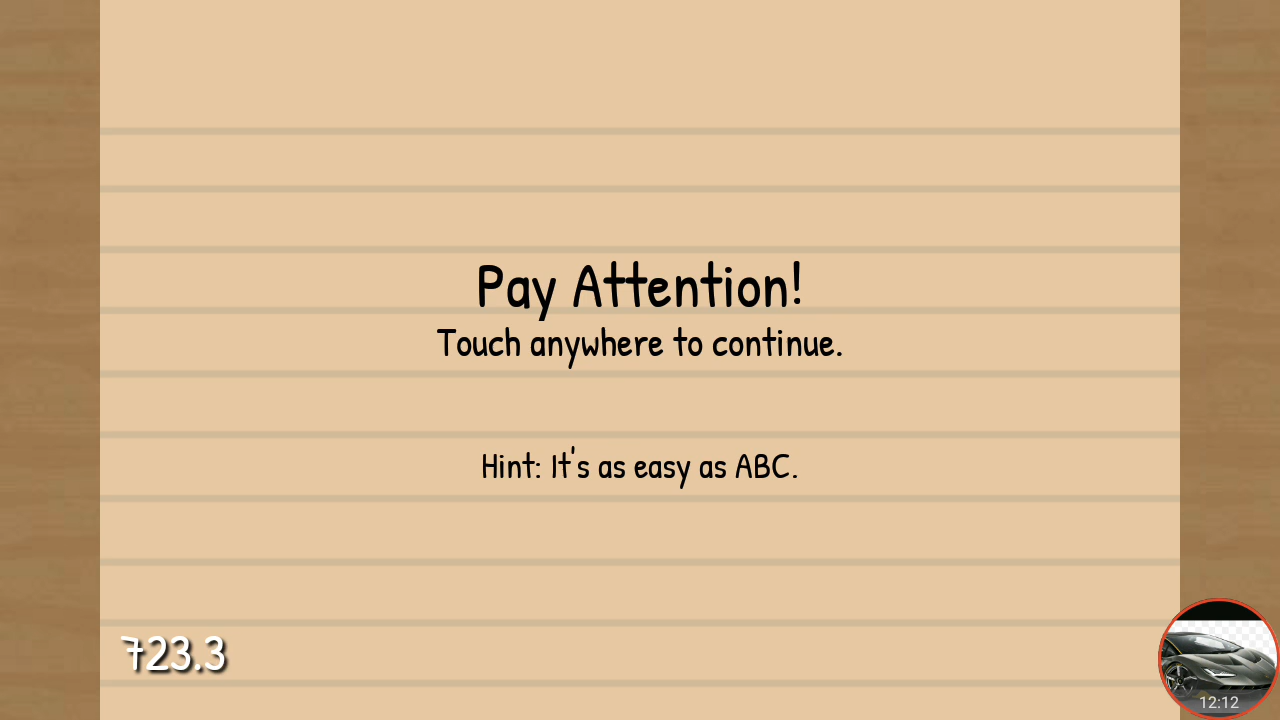 Pay Attention!
Touch anywhere to continue.
Hint: It's as easy as ABC.
723.3
12:12